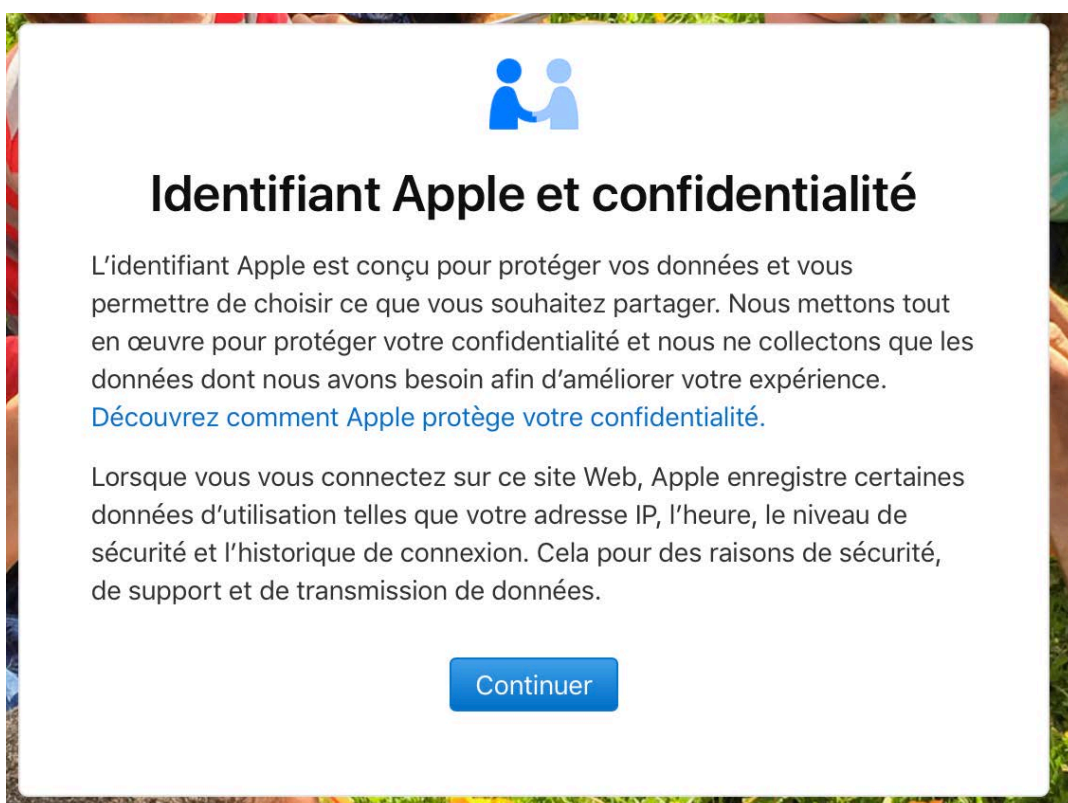 Identifiant Apple et confidentialité
L’identifiant Apple est conçu pour protéger vos données et vous
permettre de choisir ce que vous souhaitez partager. Nous mettons tout
en œuvre pour protéger votre confidentialité et nous ne collectons que les
données dont nous avons besoin afin d’améliorer votre expérience.
Découvrez comment Apple protège votre confidentialité.
Lorsque vous vous connectez sur ce site Web, Apple enregistre certaines
données d’utilisation telles que votre adresse IP, l’heure, le niveau de
sécurité et l’historique de connexion. Cela pour des raisons de sécurité,
de support et de transmission de données.
Continuer